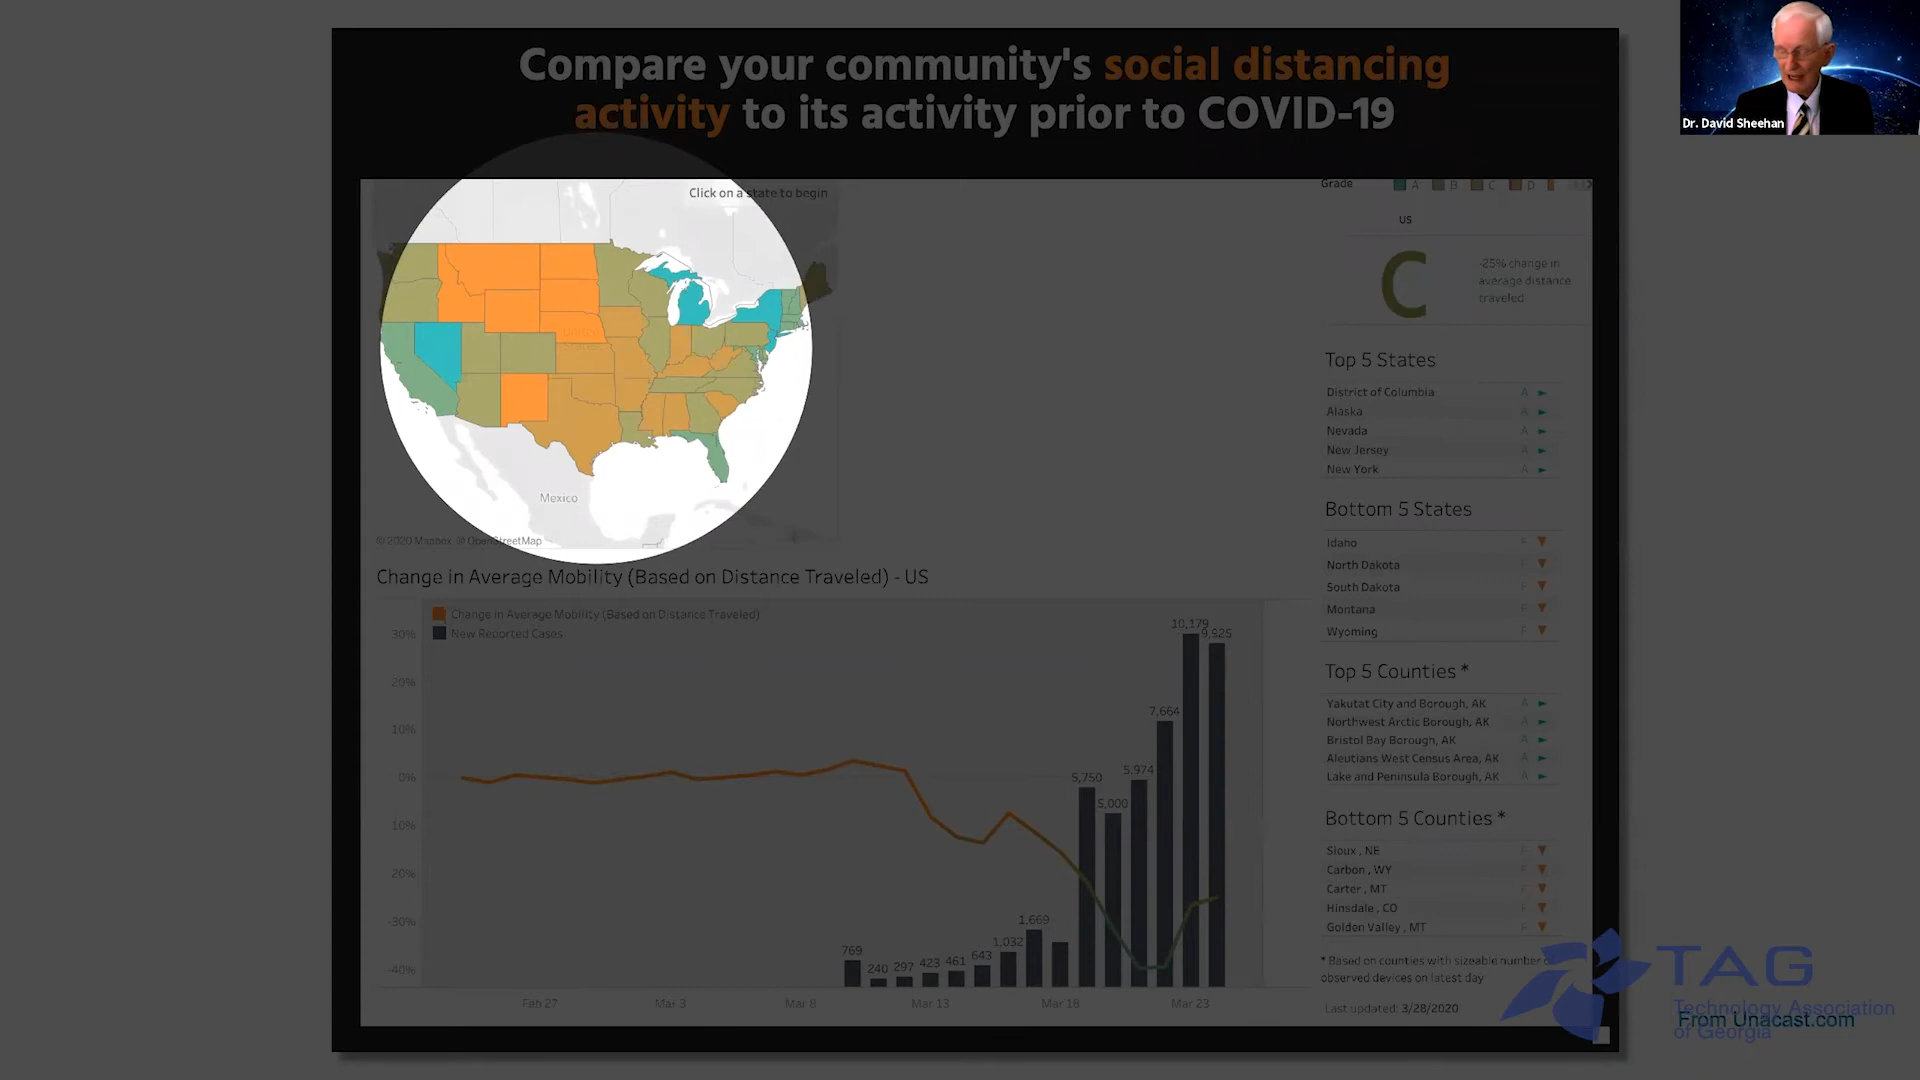 Compare your community's social distancing
activity to its activity prior to COVID-19
Dr. David Sheehan
Click on a state to begin
United
States
Mexico
© 2020 Mapbox © OpenStreetMap
Grade A B C D
US
C
-25% change in
average distance
traveled
Top 5 States
District of Columbia A
Alaska A
Nevada A
New Jersey A
New York A
Bottom 5 States
Idaho F
North Dakota F
South Dakota F
Montana F
Wyoming F
Top 5 Counties *
Yakutat City and Borough, AK A
Northwest Arctic Borough, AK A
Bristol Bay Borough, AK A
Aleutians West Census Area, AK A
Lake and Peninsula Borough, AK A
Bottom 5 Counties *
Sioux , NE F
Carbon , WY F
Carter , MT F
Hinsdale , CO F
Golden Valley , MT F
* Based on counties with sizeable number
observed devices on latest day
Last updated: 3/28/2020
Change in Average Mobility (Based on Distance Traveled) - US
Change in Average Mobility (Based on Distance Traveled)
New Reported Cases
30%
20%
10%
0%
10%
20%
-30%
-40%
769
240
297
423
461
643
1,032
1,669
5,750
5,000
5,974
7,664
10,179
9,825
Feb 27
Mar 3
Mar 8
Mar 13
Mar 18
Mar 23
TAG
Technology Association
of Georgia
From Unacast.com